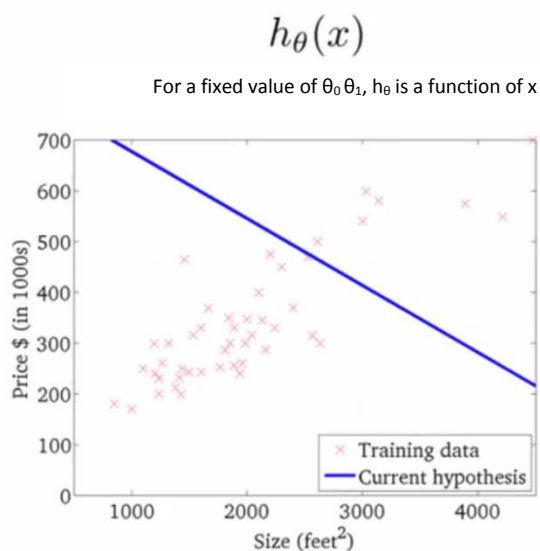 hθ(x)
For a fixed value of θ₀ θ₁, hθ is a function of x
700
600
500
400
300
200
100
0
Price $ (in 1000s)
Training data
Current hypothesis
1000 2000 3000 4000
Size (feet²)